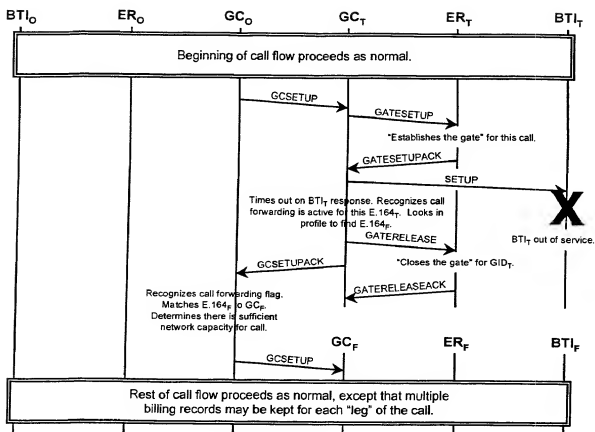 BTIO ERO GCO GCT ERT BTIT
Beginning of call flow proceeds as normal.
GCSETUP
GATESETUP
"Establishes the gate" for this call.
GATESETUPACK
SETUP
Times out on BTIT response. Recognizes call
forwarding is active for this E.164T. Looks in
profile to find E.164F.
X
BTIT out of service.
GATERELEASE
GCSETUPACK
"Closes the gate" for GIDT.
GATERELEASEACK
Recognizes call forwarding flag.
Matches E.164F to GCF.
Determines there is sufficient
network capacity for call.
GCF ERF BTIF
GCSETUP
Rest of call flow proceeds as normal, except that multiple
billing records may be kept for each "leg" of the call.